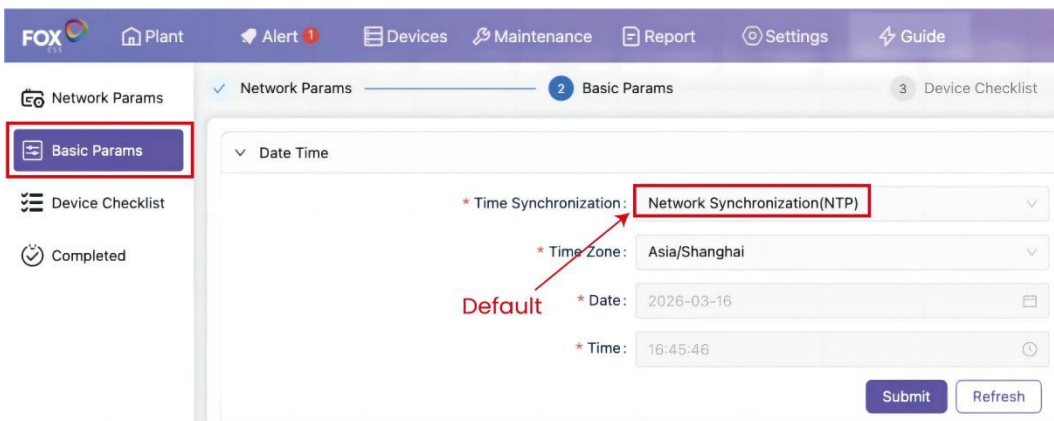 FOX ESS Plant Alert 1 Devices Maintenance Report Settings Guide
Network Params
Basic Params
Device Checklist
Completed
Network Params 2 Basic Params 3 Device Checklist
Date Time
* Time Synchronization: Network Synchronization(NTP)
* Time Zone: Asia/Shanghai
Default
* Date: 2026-03-16
* Time: 16:45:46
Submit Refresh